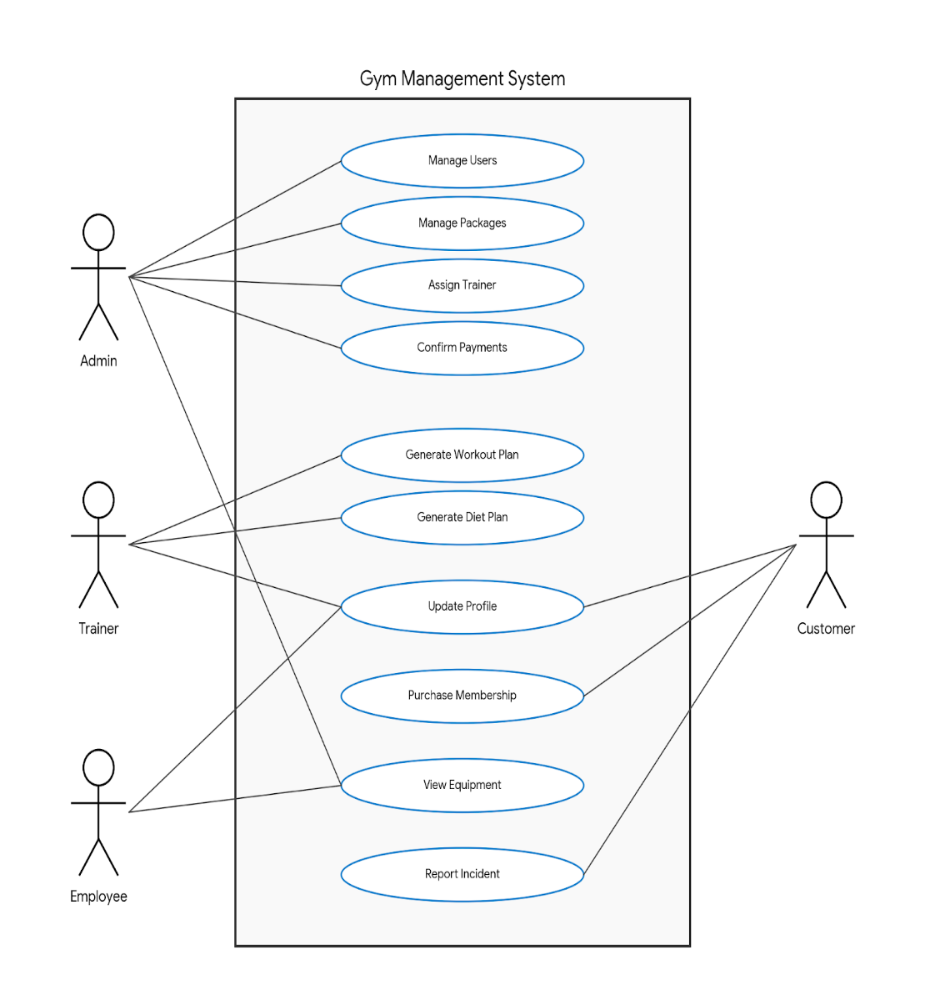 Gym Management System
Manage Users
Manage Packages
Assign Trainer
Confirm Payments
Admin
Generate Workout Plan
Generate Diet Plan
Update Profile
Trainer
Customer
Purchase Membership
View Equipment
Report Incident
Employee